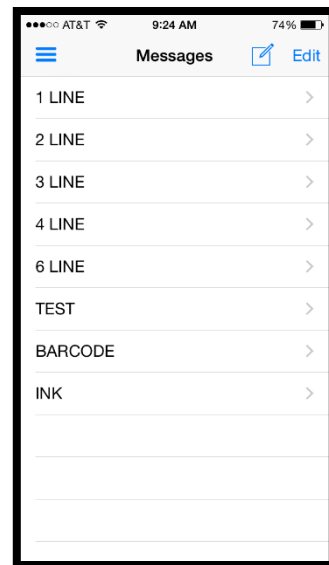 AT&T 9:24 AM 74%
Messages Edit
1 LINE
2 LINE
3 LINE
4 LINE
6 LINE
TEST
BARCODE
INK